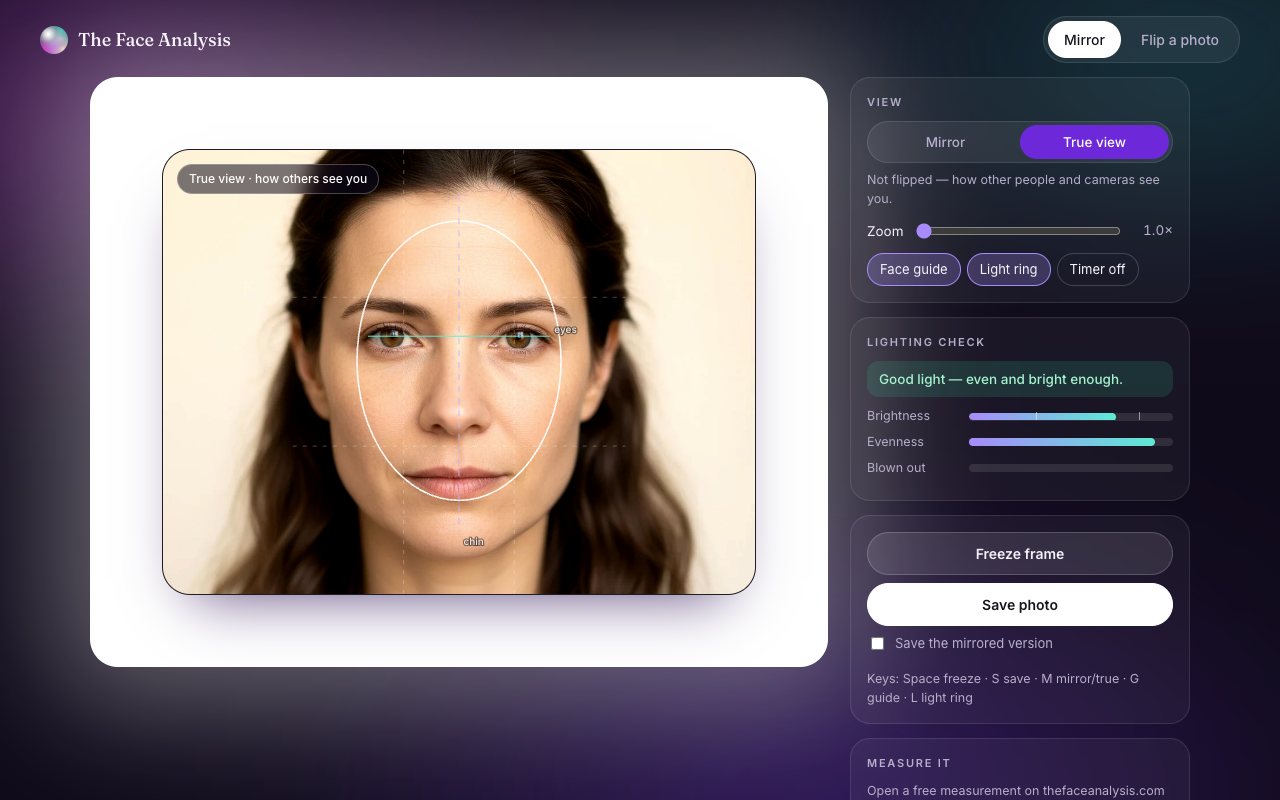 The Face Analysis
Mirror
Flip a photo
True view · how others see you
eyes
chin
VIEW
Mirror
True view
Not flipped — how other people and cameras see
you.
Zoom
1.0×
Face guide
Light ring
Timer off
LIGHTING CHECK
Good light — even and bright enough.
Brightness
Evenness
Blown out
Freeze frame
Save photo
Save the mirrored version
Keys: Space freeze · S save · M mirror/true · G
guide · L light ring
MEASURE IT
Open a free measurement on thefaceanalysis.com